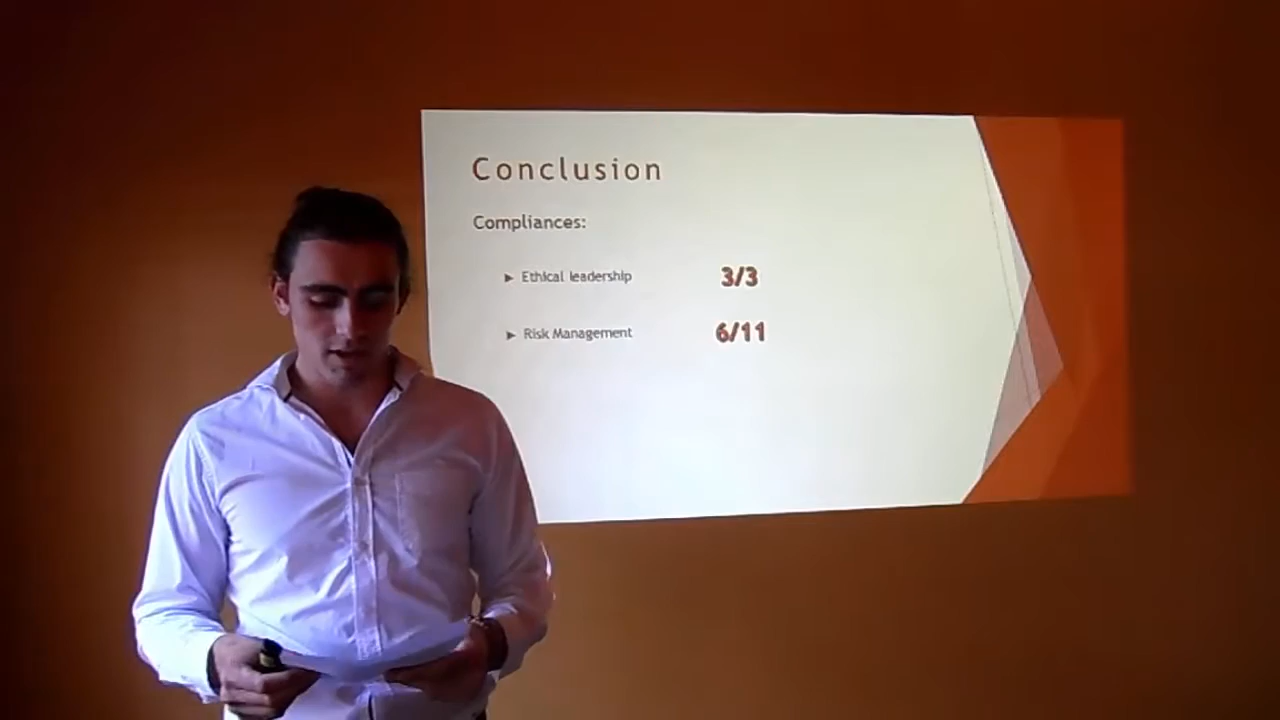 Conclusion
Compliances:
► Ethical leadership 3/3
► Risk Management 6/11